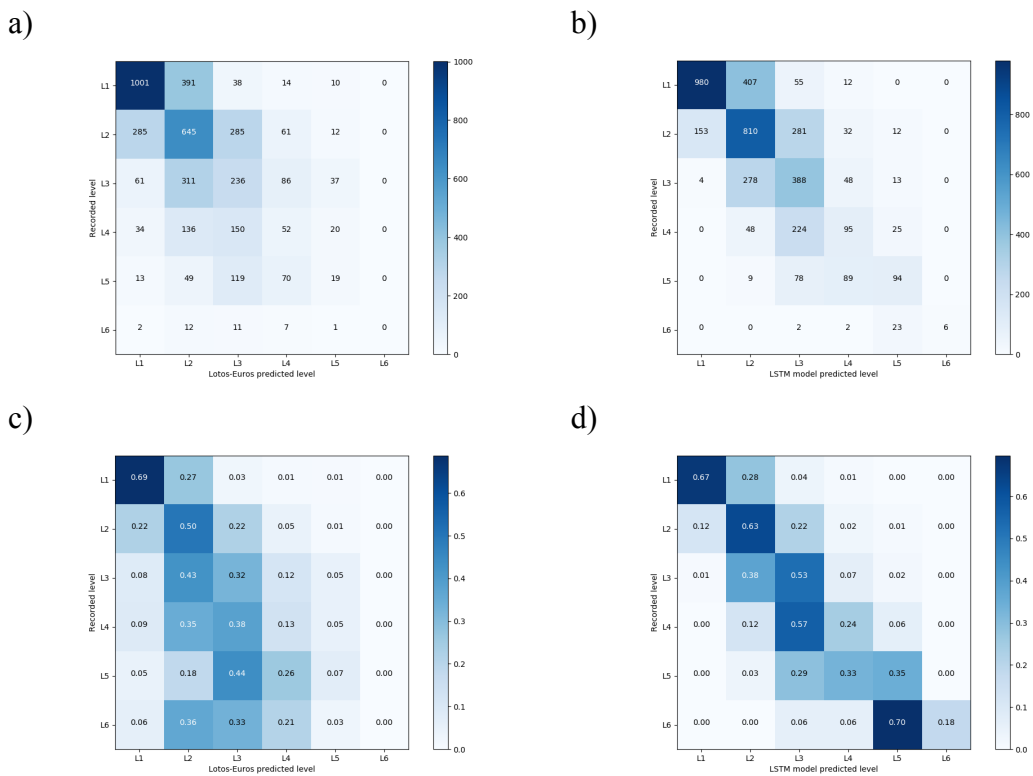 a)
b)
L1 1001 391 38 14 10 0
L2 285 645 285 61 12 0
L3 61 311 236 86 37 0
L4 34 136 150 52 20 0
L5 13 49 119 70 19 0
L6 2 12 11 7 1 0
L1 L2 L3 L4 L5 L6
Recorded level
Lotos-Euros predicted level
1000
800
600
400
200
0
L1 980 407 55 12 0 0
L2 153 810 281 32 12 0
L3 4 278 388 48 13 0
L4 0 48 224 95 25 0
L5 0 9 78 89 94 0
L6 0 0 2 2 23 6
L1 L2 L3 L4 L5 L6
Recorded level
LSTM model predicted level
800
600
400
200
0
c)
d)
L1 0.69 0.27 0.03 0.01 0.01 0.00
L2 0.22 0.50 0.22 0.05 0.01 0.00
L3 0.08 0.43 0.32 0.12 0.05 0.00
L4 0.09 0.35 0.38 0.13 0.05 0.00
L5 0.05 0.18 0.44 0.26 0.07 0.00
L6 0.06 0.36 0.33 0.21 0.03 0.00
L1 L2 L3 L4 L5 L6
Recorded level
Lotos-Euros predicted level
0.6
0.5
0.4
0.3
0.2
0.1
0.0
L1 0.67 0.28 0.04 0.01 0.00 0.00
L2 0.12 0.63 0.22 0.02 0.01 0.00
L3 0.01 0.38 0.53 0.07 0.02 0.00
L4 0.00 0.12 0.57 0.24 0.06 0.00
L5 0.00 0.03 0.29 0.33 0.35 0.00
L6 0.00 0.00 0.06 0.06 0.70 0.18
L1 L2 L3 L4 L5 L6
Recorded level
LSTM model predicted level
0.6
0.5
0.4
0.3
0.2
0.1
0.0